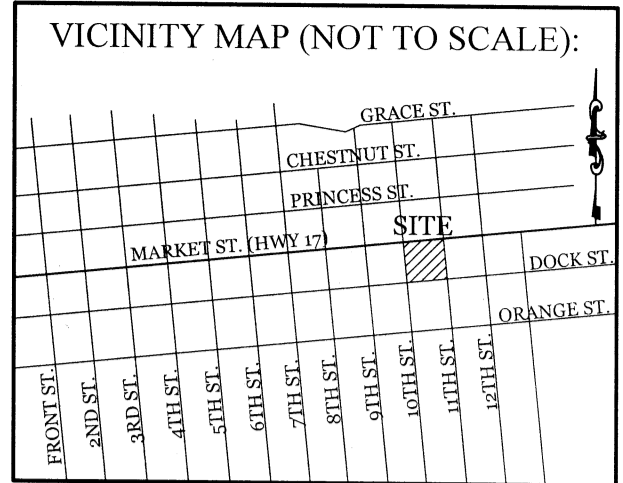 VICINITY MAP (NOT TO SCALE):
GRACE ST.
CHESTNUT ST.
PRINCESS ST.
SITE
MARKET ST. (HWY 17)
DOCK ST.
ORANGE ST.
FRONT ST.
2ND ST.
3RD ST.
4TH ST.
5TH ST.
6TH ST.
7TH ST.
8TH ST.
9TH ST.
10TH ST.
11TH ST.
12TH ST.